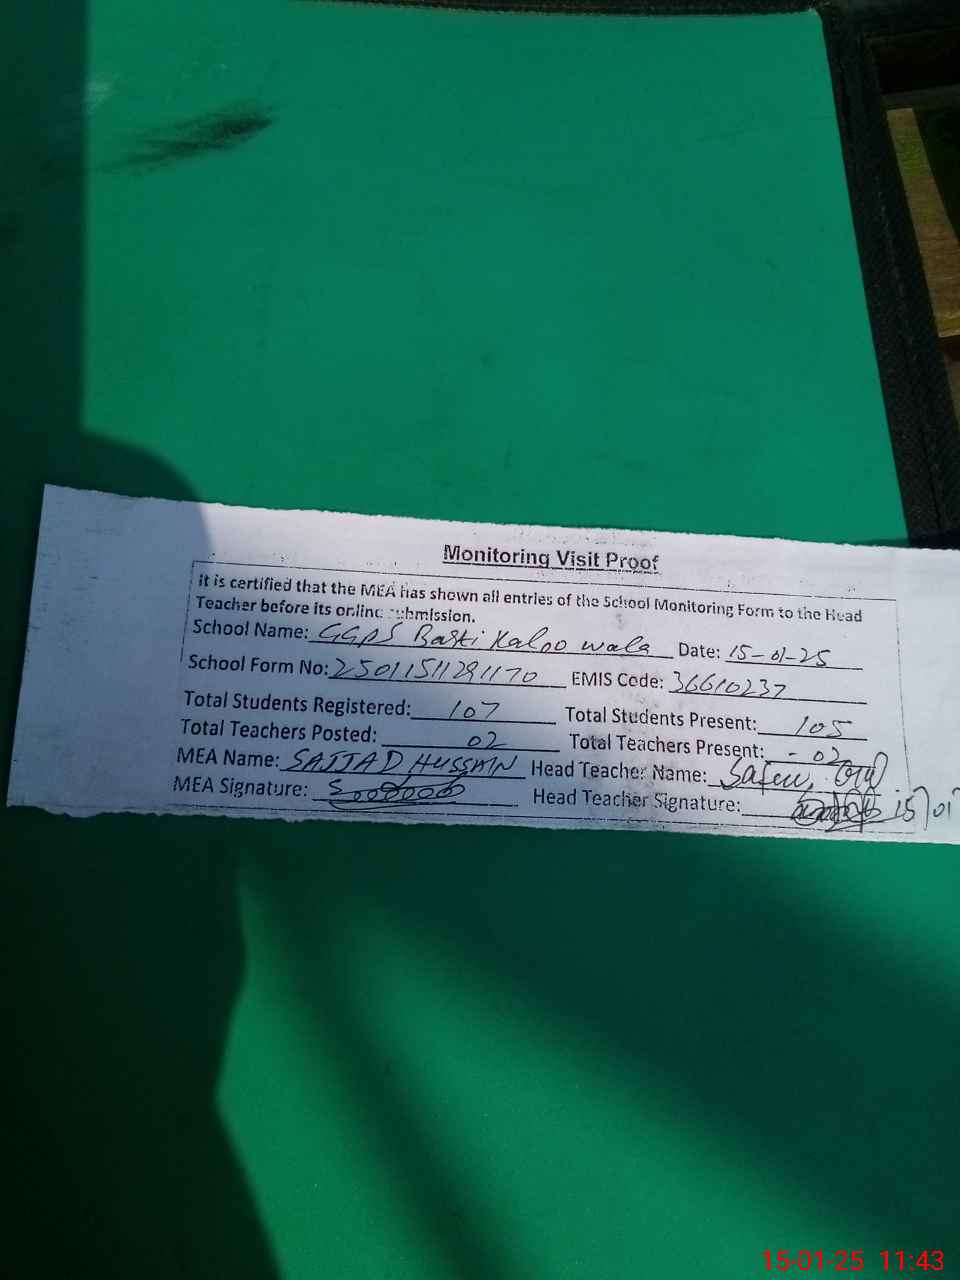 Monitoring Visit Proof
It is certified that the MEA has shown all entries of the School Monitoring Form to the Head
Teacher before its online submission.
School Name: GGPS Basti Kaloo wala Date: 15-01-25
School Form No: 25011511291170 EMIS Code: 36610237
Total Students Registered: 107 Total Students Present: 105
Total Teachers Posted: 02 Total Teachers Present: - 02
MEA Name: SAJJAD HUSSAIN Head Teacher Name:
MEA Signature: Head Teacher Signature: 15/01
15-01-25 11:43